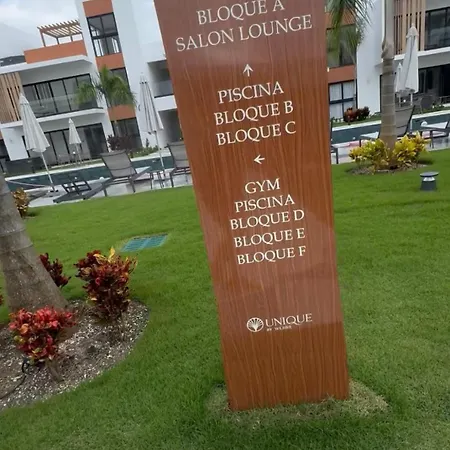 BLOQUE A
SALON LOUNGE
PISCINA
BLOQUE B
BLOQUE C
GYM
PISCINA
BLOQUE D
BLOQUE E
BLOQUE F
UNIQUE